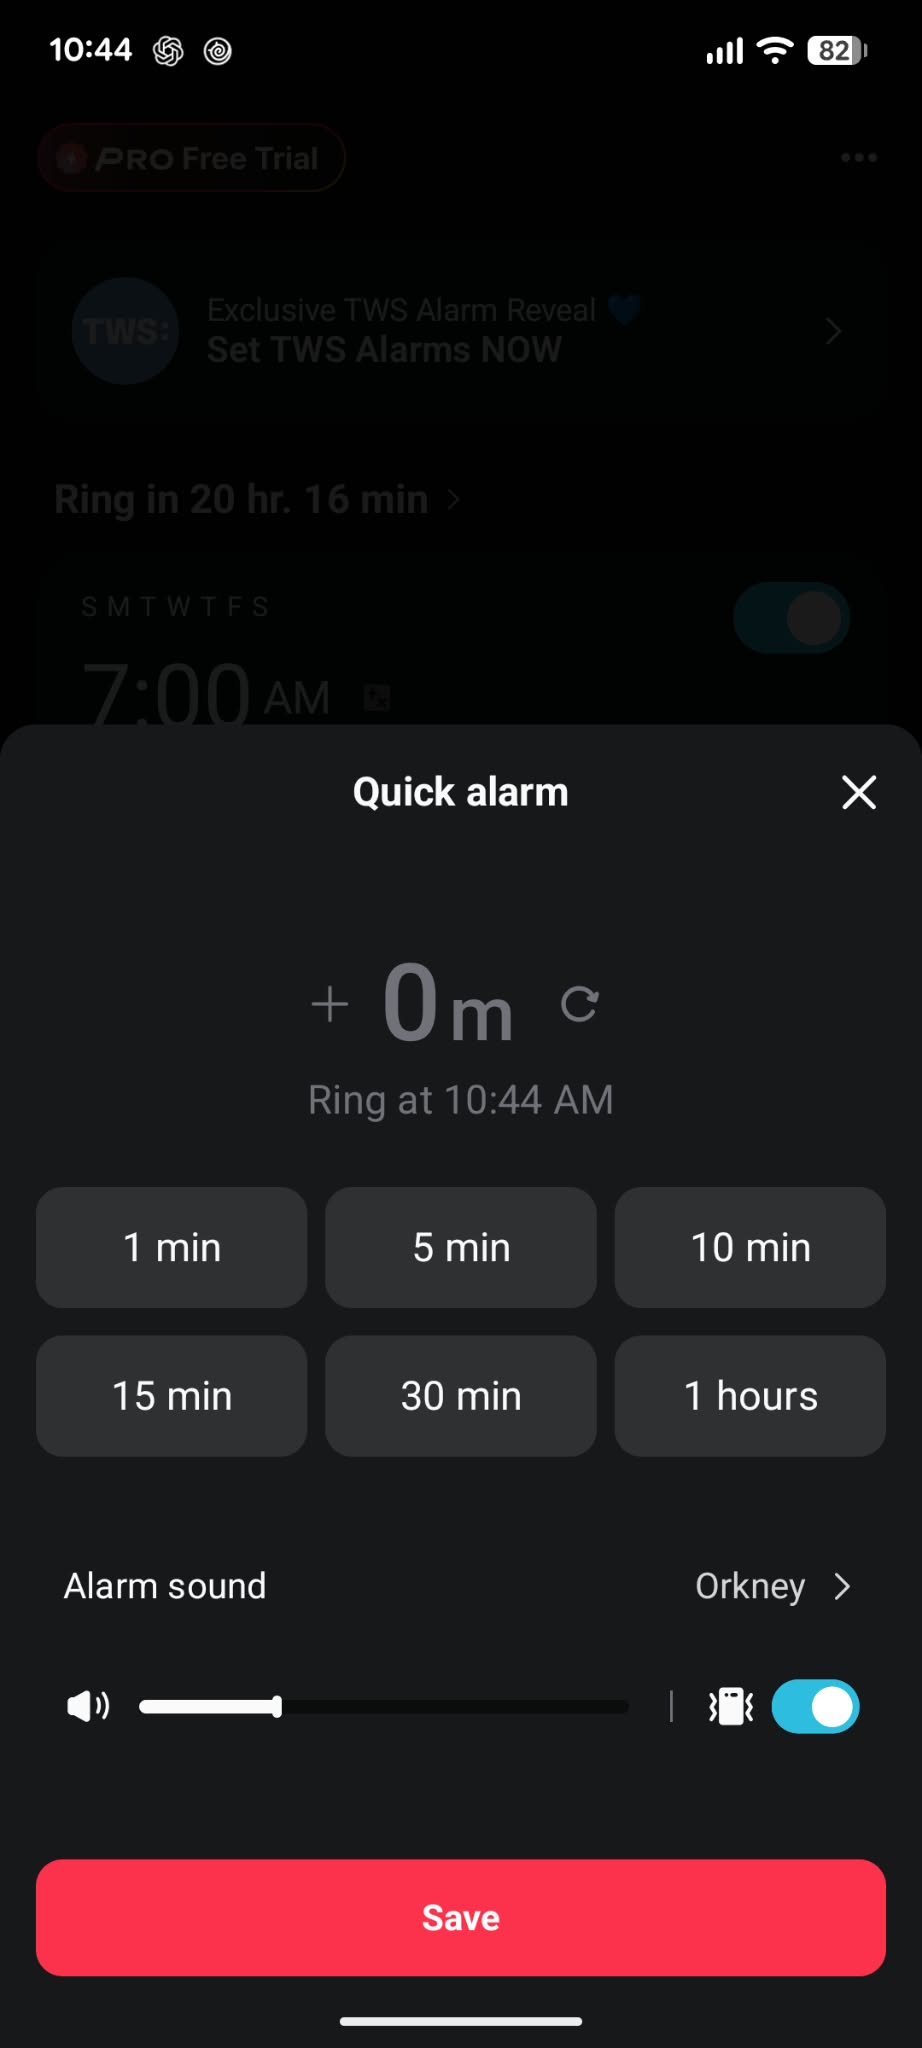 10:44
82
PRO Free Trial
TWS:
Exclusive TWS Alarm Reveal 💙
Set TWS Alarms NOW
Ring in 20 hr. 16 min
S M T W T F S
7:00 AM
Quick alarm
+ 0m
Ring at 10:44 AM
1 min
5 min
10 min
15 min
30 min
1 hours
Alarm sound
Orkney
Save